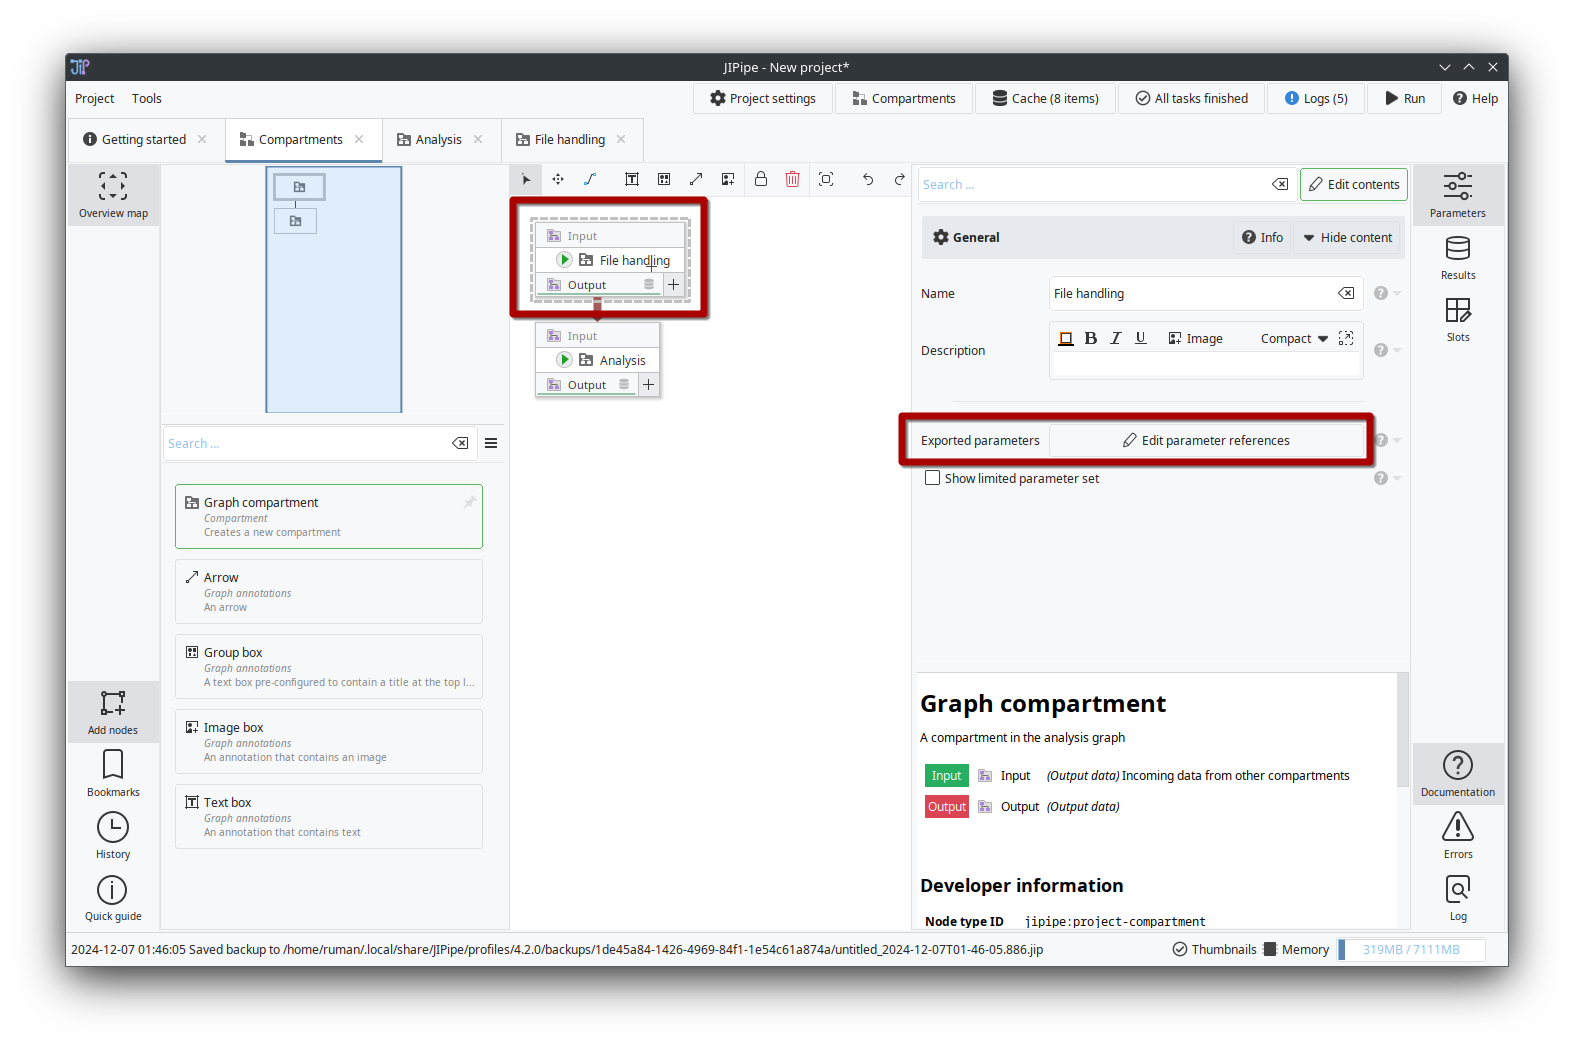 JIPipe - New project*
Project Tools Project settings Compartments Cache (8 items) All tasks finished Logs (5) Run Help
Getting started Compartments Analysis File handling
Overview map
Search ...
Graph compartment
Compartment
Creates a new compartment
Arrow
Graph annotations
An arrow
Group box
Graph annotations
A text box pre-configured to contain a title at the top l...
Image box
Graph annotations
An annotation that contains an image
Text box
Graph annotations
An annotation that contains text
Add nodes
Bookmarks
History
Quick guide
Input
File handling
Output
Input
Analysis
Output
Search ... Edit contents
General Info Hide content
Name File handling
Description B I U Image Compact
Exported parameters Edit parameter references
Show limited parameter set
Graph compartment
A compartment in the analysis graph
Input Input (Output data) Incoming data from other compartments
Output Output (Output data)
Developer information
Node type ID jipipe:project-compartment
Parameters
Results
Slots
Documentation
Errors
Log
2024-12-07 01:46:05 Saved backup to /home/ruman/.local/share/JIPipe/profiles/4.2.0/backups/1de45a84-1426-4969-84f1-1e54c61a874a/untitled_2024-12-07T01-46-05.886.jip Thumbnails Memory 319MB / 7111MB